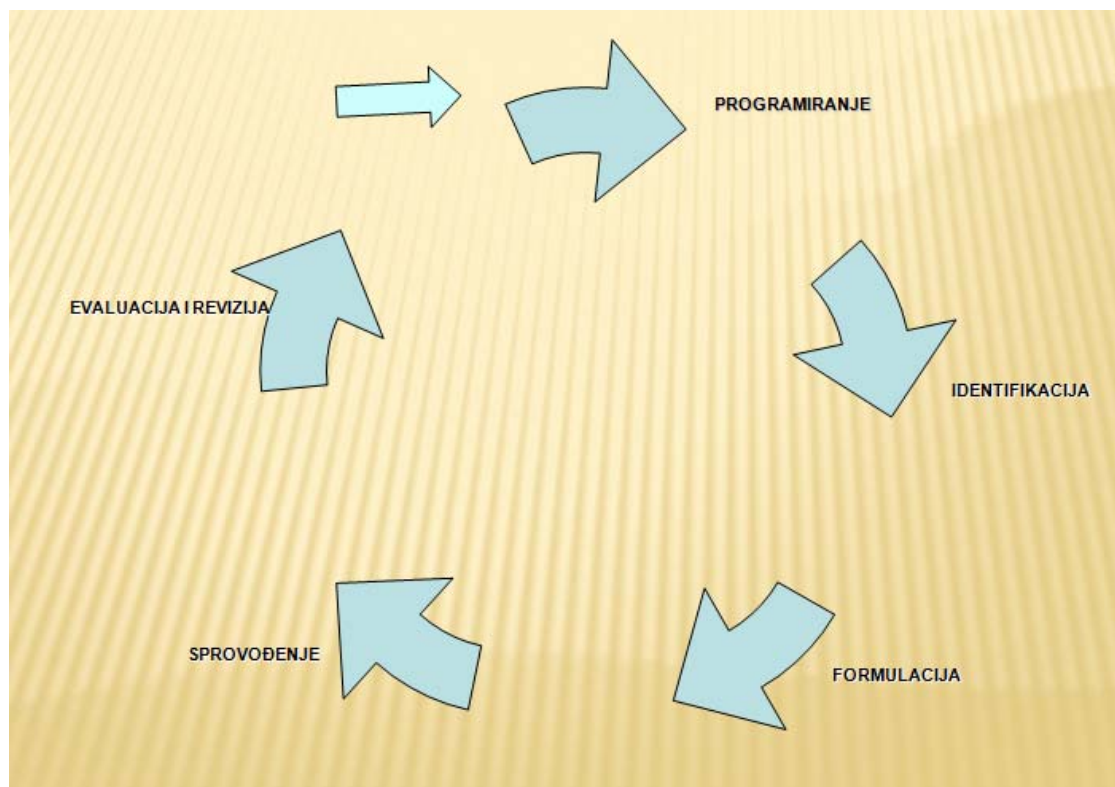 PROGRAMIRANJE
EVALUACIJA I REVIZIJA
IDENTIFIKACIJA
SPROVOĐENJE
FORMULACIJA